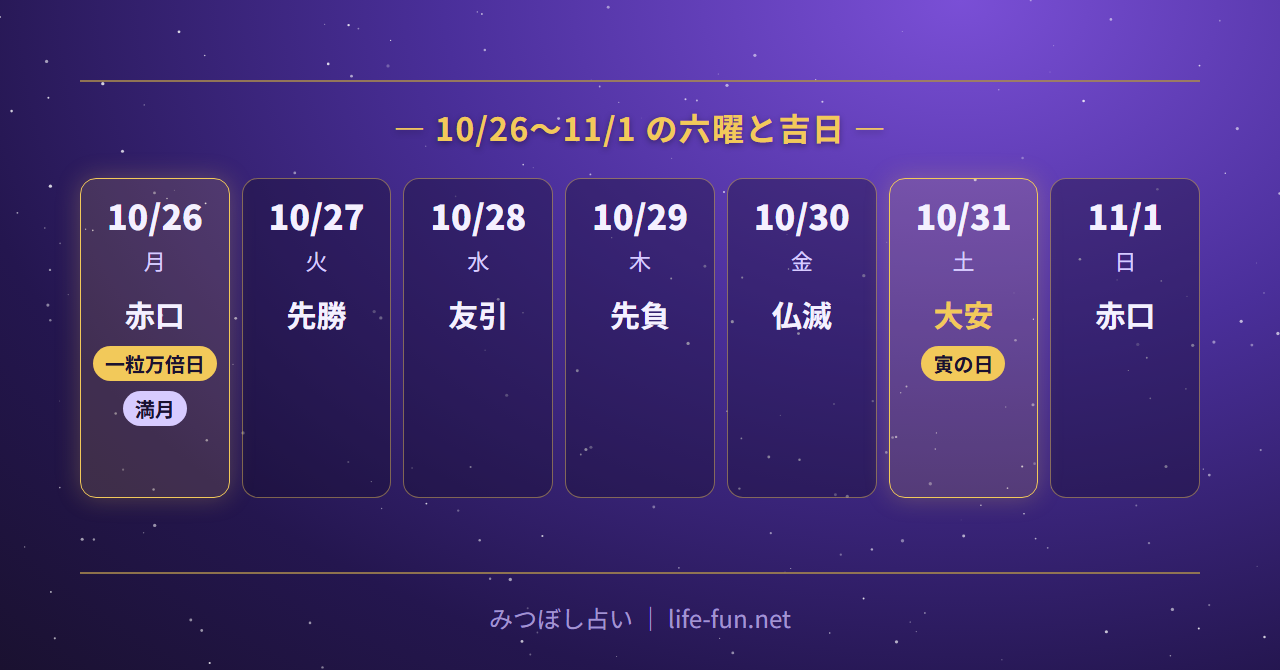 — 10/26〜11/1 の六曜と吉日 —
10/26
月
赤口
一粒万倍日
満月
10/27
火
先勝
10/28
水
友引
10/29
木
先負
10/30
金
仏滅
10/31
土
大安
寅の日
11/1
日
赤口
みつぼし占い │ life-fun.net